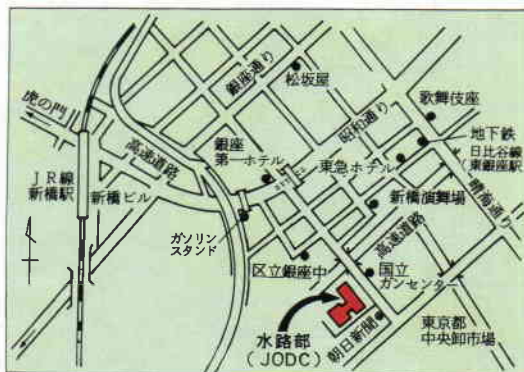 銀座通り
松坂屋
虎の門
高速道路
昭和通り
歌舞伎座
地下鉄
日比谷線
(東銀座駅)
銀座
第一ホテル
東急ホテル
JR線
新橋駅
新橋ビル
新橋演舞場
晴海通り
ガソリン
スタンド
高速道路
区立銀座中
国立
ガンセンター
水路部
(JODC)
朝日新聞
東京都
中央卸市場